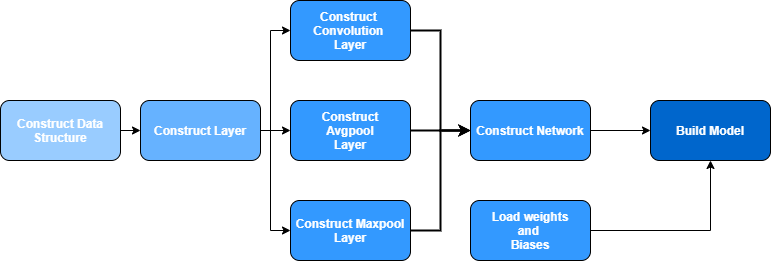 Construct
Convolution
Layer
Construct Data
Structure
Construct Layer
Construct
Avgpool
Layer
Construct Network
Build Model
Construct Maxpool
Layer
Load weights
and
Biases